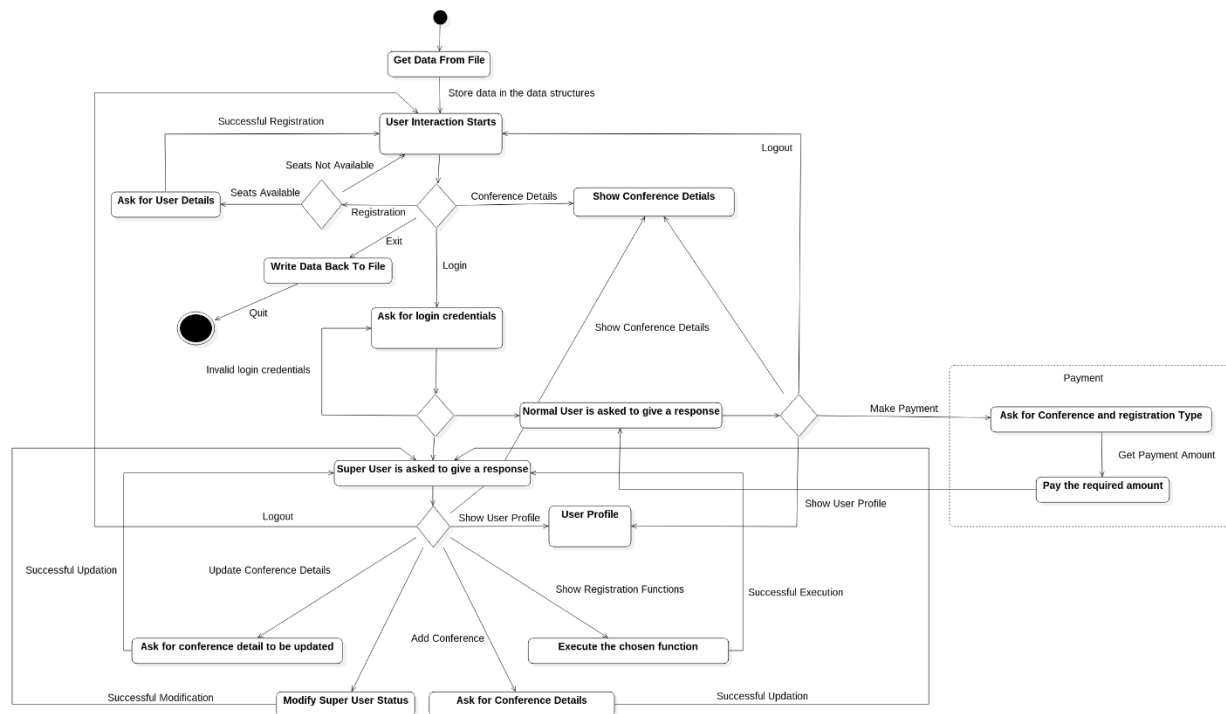 Get Data From File
Store data in the data structures
User Interaction Starts
Successful Registration
Logout
Seats Not Available
Seats Available
Ask for User Details
Conference Details
Show Conference Detials
Registration
Exit
Write Data Back To File
Login
Quit
Ask for login credentials
Show Conference Details
Invalid login credentials
Payment
Normal User is asked to give a response
Make Payment
Ask for Conference and registration Type
Get Payment Amount
Super User is asked to give a response
Pay the required amount
Show User Profile
Logout
Show User Profile
User Profile
Successful Updation
Update Conference Details
Show Registration Functions
Successful Execution
Add Conference
Ask for conference detail to be updated
Execute the chosen function
Successful Modification
Modify Super User Status
Ask for Conference Details
Successful Updation